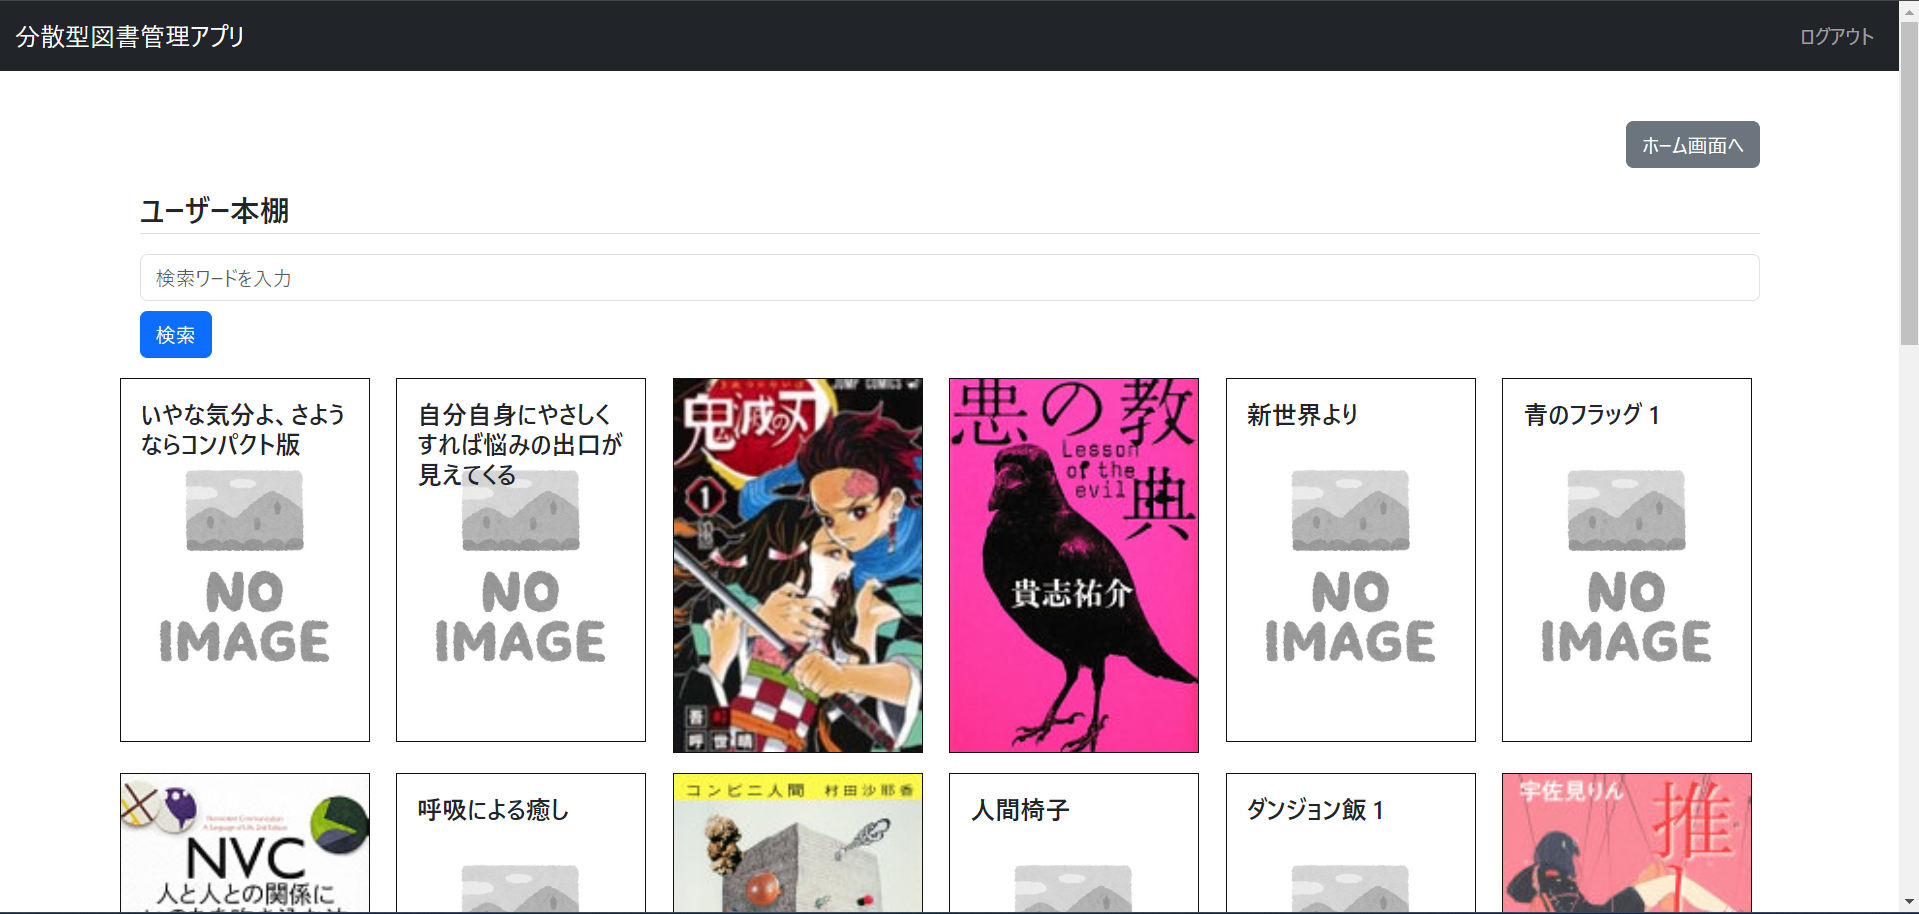 分散型図書管理アプリ
ログアウト
ホーム画面へ
ユーザー本棚
検索ワードを入力
検索
いやな気分よ、さよう
ならコンパクト版
NO
IMAGE
自分自身にやさしく
すれば悩みの出口が
見えてくる
NO
IMAGE
JUMP COMICS
鬼滅の刃
1
吾峠
呼世晴
悪の教典
Lesson
of the
evil
貴志祐介
新世界より
NO
IMAGE
青のフラッグ 1
NO
IMAGE
Nonviolent Communication
A Language of Life, 2nd Edition
NVC
人と人との関係に
呼吸による癒し
コンビニ人間 村田沙耶香
人間椅子
ダンジョン飯 1
宇佐見りん
推